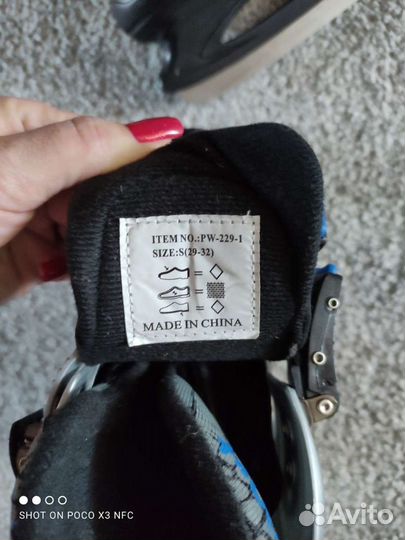 ITEM NO.:PW-229-1
SIZE:S(29-32)
MADE IN CHINA
SHOT ON POCO X3 NFC
Avito